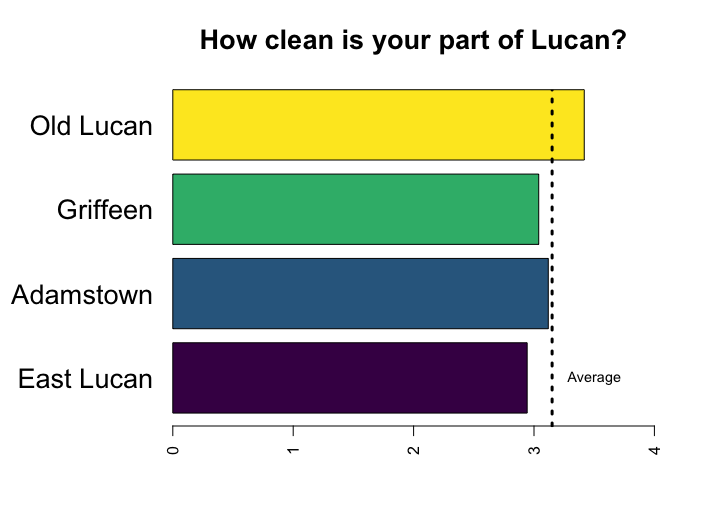 How clean is your part of Lucan?
Old Lucan
Griffeen
Adamstown
East Lucan
Average
0 1 2 3 4